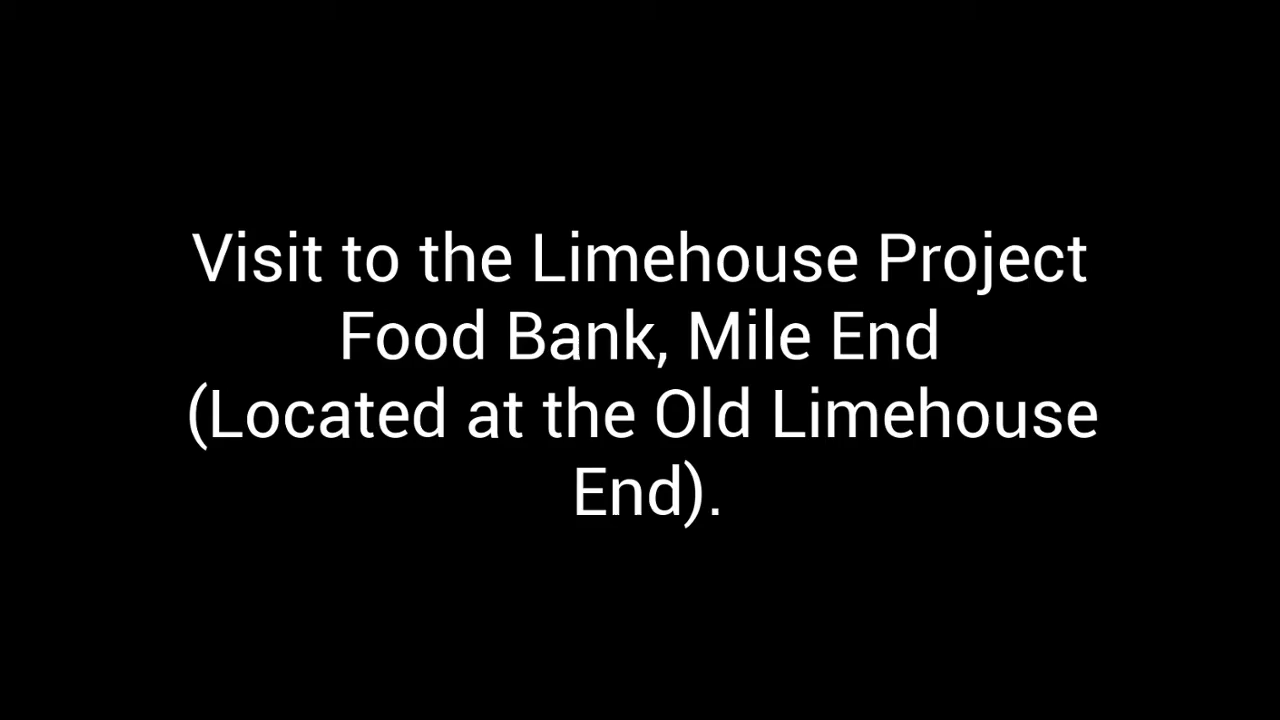 Visit to the Limehouse Project
Food Bank, Mile End
(Located at the Old Limehouse
End).